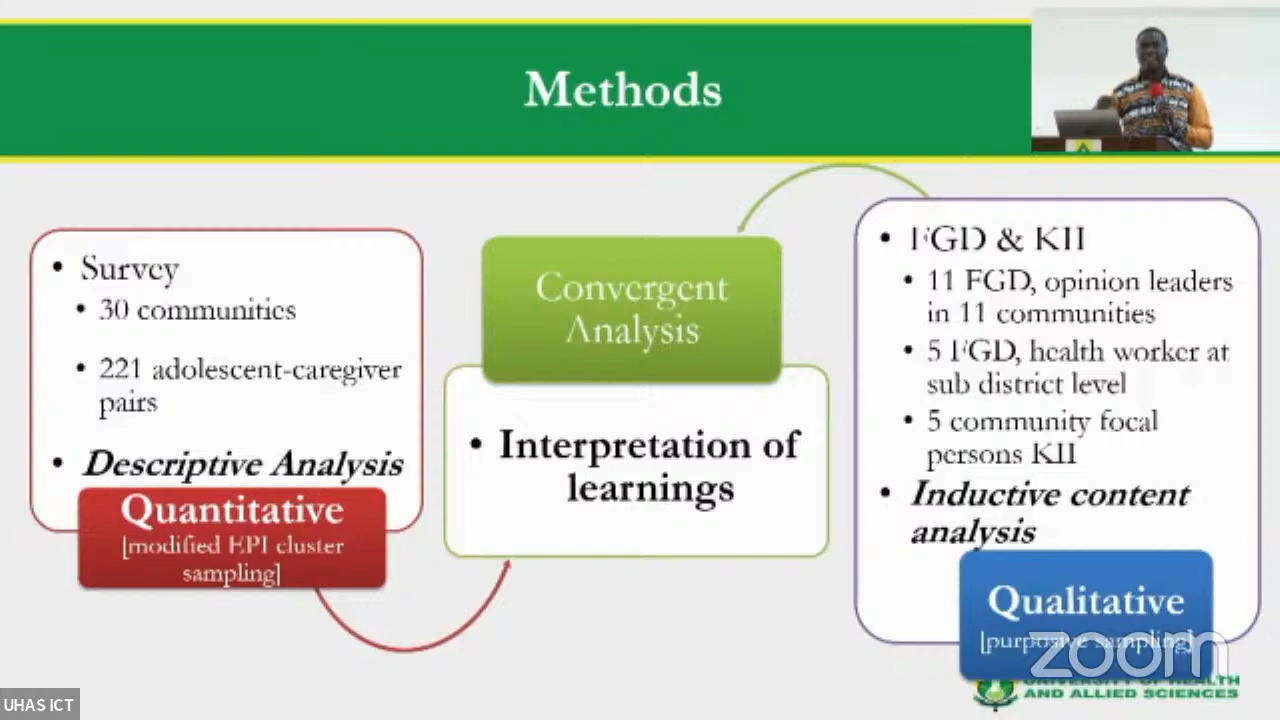 Methods
• Survey
• 30 communities
• 221 adolescent-caregiver
pairs
• Descriptive Analysis
Quantitative
[modified EPI cluster
sampling]
Convergent
Analysis
• Interpretation of
learnings
• FGD & KII
• 11 FGD, opinion leaders
in 11 communities
• 5 FGD, health worker at
sub district level
• 5 community focal
persons KII
• Inductive content
analysis
Qualitative
[purposive sampling]
zoom
UNIVERSITY OF HEALTH
AND ALLIED SCIENCES
UHAS ICT